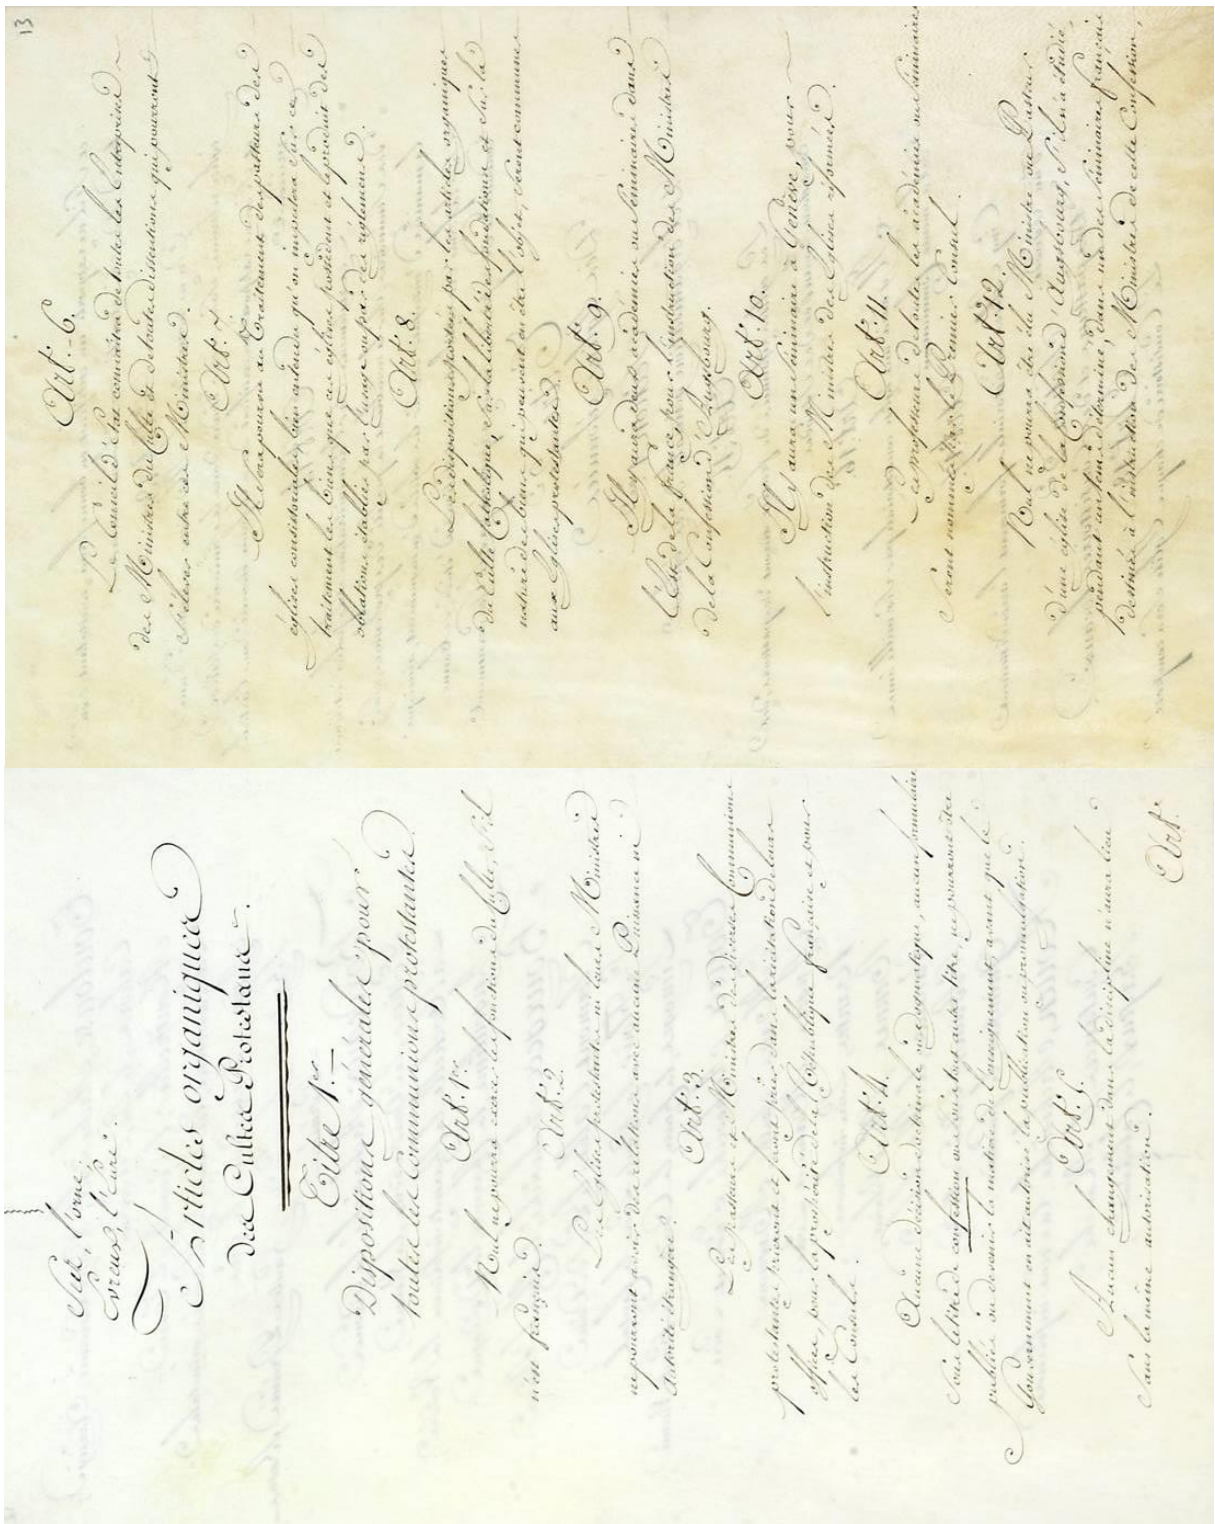 Sées, l'orne.
Evreux, l'Eure.
Articles organiques
des Cultes Protestans.
Titre 1er.
Dispositions générales pour
toutes les Communions protestantes.
Art. 1er.
Nul ne pourra exercer les fonctions du Culte, s'il
n'est français.
Art. 2.
Les Eglises protestantes, ni leurs Ministres
ne pourront avoir des relations avec aucune Puissance ni
Autorité étrangère.
Art. 3.
Les pasteurs et Ministres des diverses Communions
protestantes prieront et feront prier dans la récitation de leurs
offices, pour la prospérité de la République française et pour
les Consuls.
Art. 4.
Aucune décision doctrinale ou dogmatique, aucun formulaire
sous le titre de confession ou sous tout autre titre, ne pourront être
publiés ou devenir la matière de l'enseignement, avant que le
Gouvernement en ait autorisé la publication ou promulgation.
Art. 5.
Aucun changement dans la discipline n'aura lieu
sans la même autorisation.
Art.
13
Art. 6.
Le Conseil d'Etat connaîtra de toutes les Entreprises
des Ministres du Culte et de toutes dissentions qui pourront
s'élever entre ces Ministres.
Art. 7.
Il sera pourvu au Traitement des pasteurs des
églises consistoriales, bien entendu qu'on imputera sur ce
traitement les biens que ces églises possèdent et le produit des
oblations établies par l'usage ou par des réglemens.
Art. 8.
Les dispositions portées par les articles organiques
du Culte Catholique, sur la liberté des fondations et sur la
nature des biens qui peuvent en être l'objet, seront communes
aux Eglises protestantes.
Art. 9.
Il y aura deux académies ou séminaires dans
l'Est de la france, pour l'instruction des Ministres
de la Confession d'Augsbourg.
Art. 10.
Il y aura un séminaire à Genève, pour
l'instruction des Ministres des Eglises réformées.
Art. 11.
Les professeurs de toutes les académies ou séminaires
seront nommés par le Premier Consul.
Art. 12.
Nul ne pourra être élu Ministre ou Pasteur
d'une église de la Confession d'Augsbourg, s'il n'a étudié,
pendant un tems déterminé, dans un des séminaires français
destinés à l'instruction des Ministres de cette Confession,